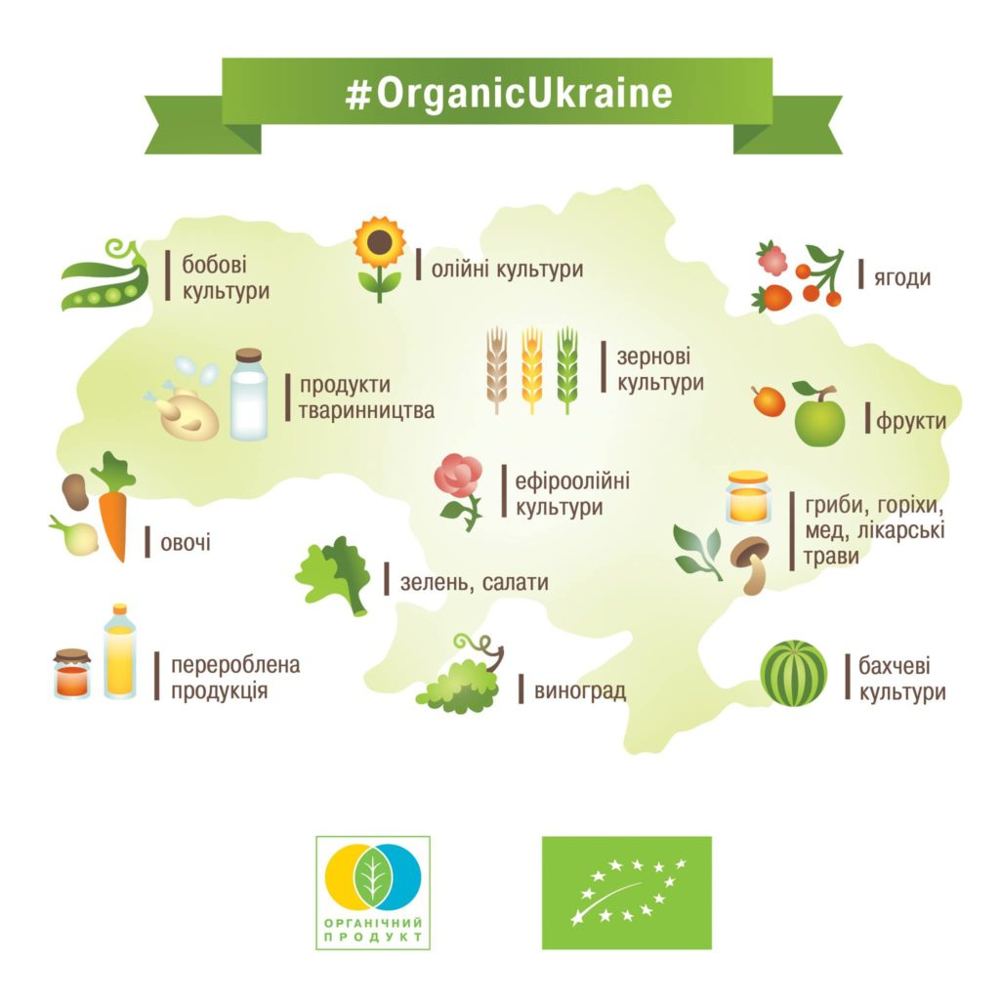 #OrganicUkraine
бобові
культури
олійні культури
ягоди
продукти
тваринництва
зернові
культури
фрукти
овочі
ефіроолійні
культури
гриби, горіхи,
мед, лікарські
трави
зелень, салати
перероблена
продукція
виноград
бахчеві
культури
ОРГАНІЧНИЙ
ПРОДУКТ